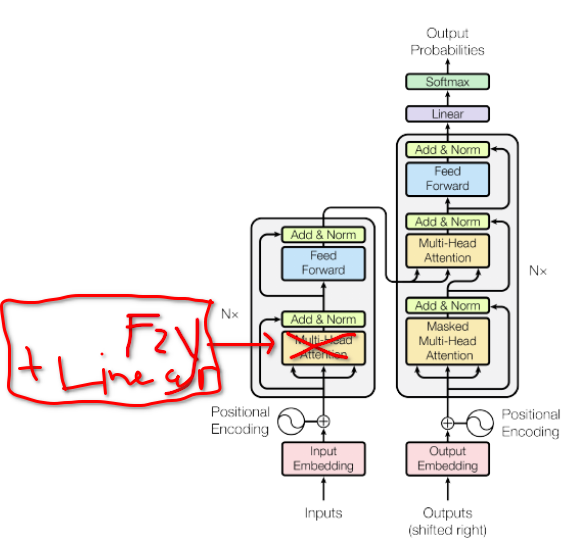 Output
Probabilities
Softmax
Linear
Add & Norm
Feed
Forward
Add & Norm
Multi-Head
Attention
Add & Norm
Masked
Multi-Head
Attention
Nx
Positional
Encoding
Output
Embedding
Outputs
(shifted right)
Add & Norm
Feed
Forward
Add & Norm
Multi-Head
Attention
Nx
Positional
Encoding
Input
Embedding
Inputs
+ Linear